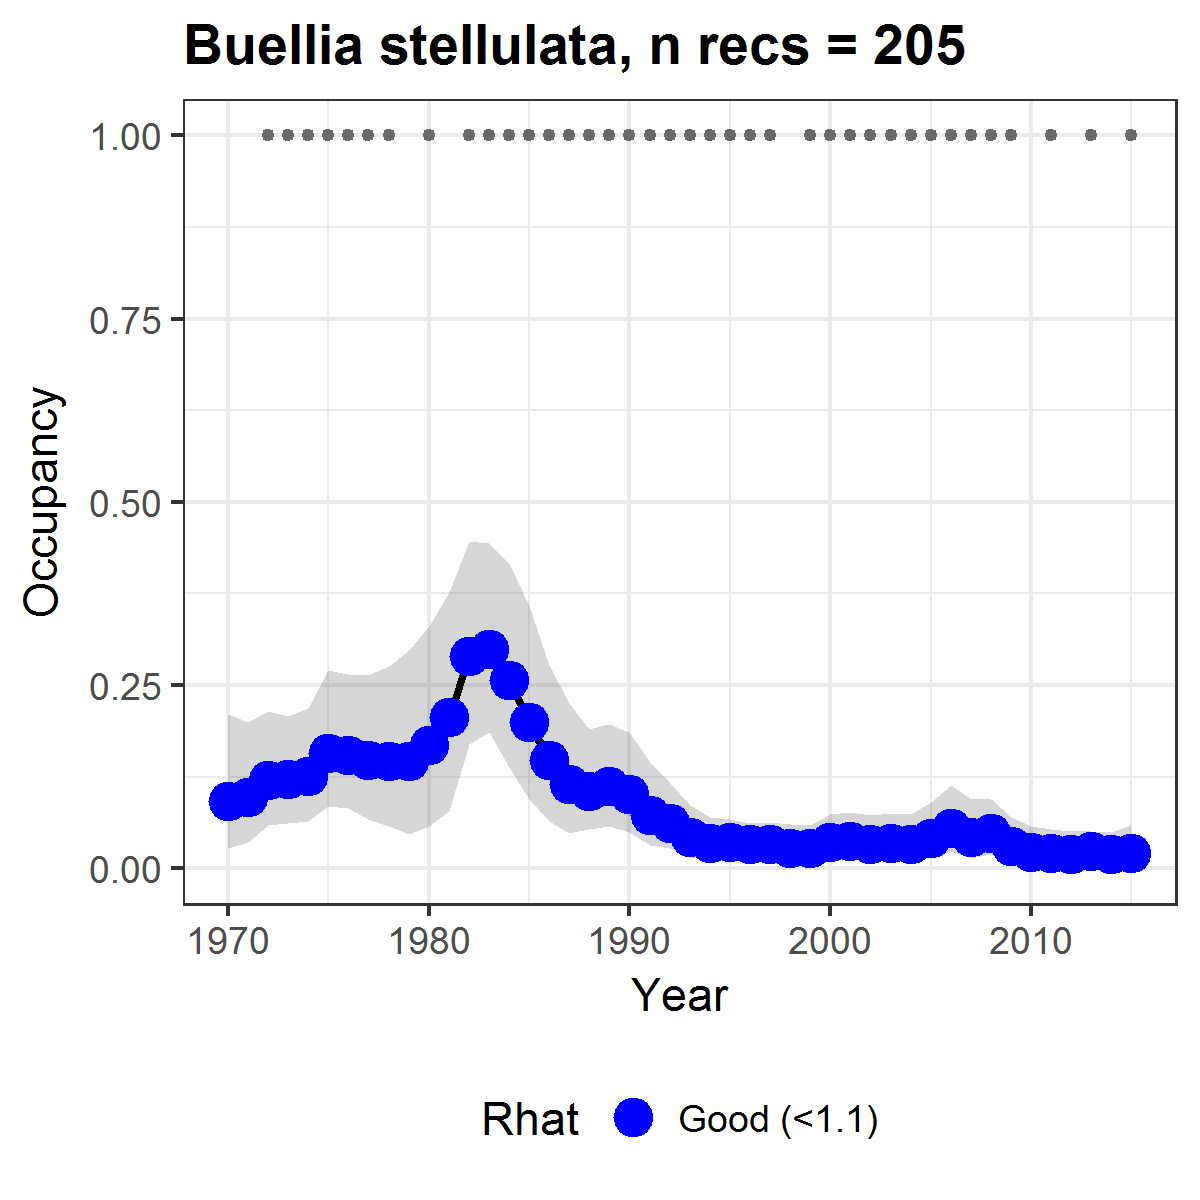 Buellia stellulata, n recs = 205
1.00
0.75
0.50
0.25
0.00
Occupancy
1970 1980 1990 2000 2010
Year
Rhat Good (<1.1)